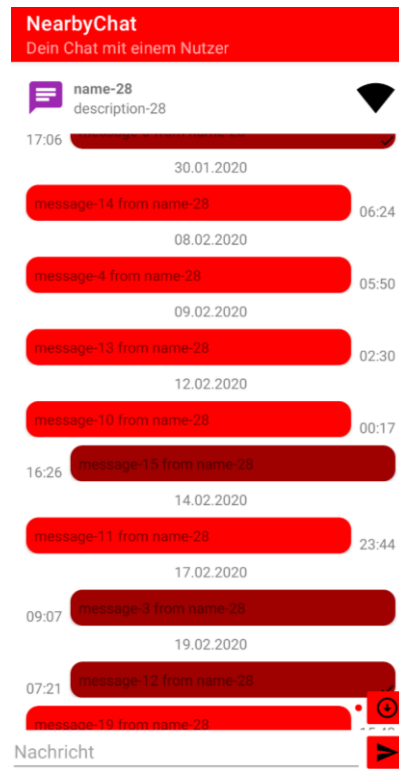 NearbyChat
Dein Chat mit einem Nutzer
name-28
description-28
17:06
30.01.2020
message-14 from name-28
06:24
08.02.2020
message-4 from name-28
05:50
09.02.2020
message-13 from name-28
02:30
12.02.2020
message-10 from name-28
00:17
message-15 from name-28
16:26
14.02.2020
message-11 from name-28
23:44
17.02.2020
message-3 from name-28
09:07
19.02.2020
message-12 from name-28
07:21
message-19 from name-28
Nachricht